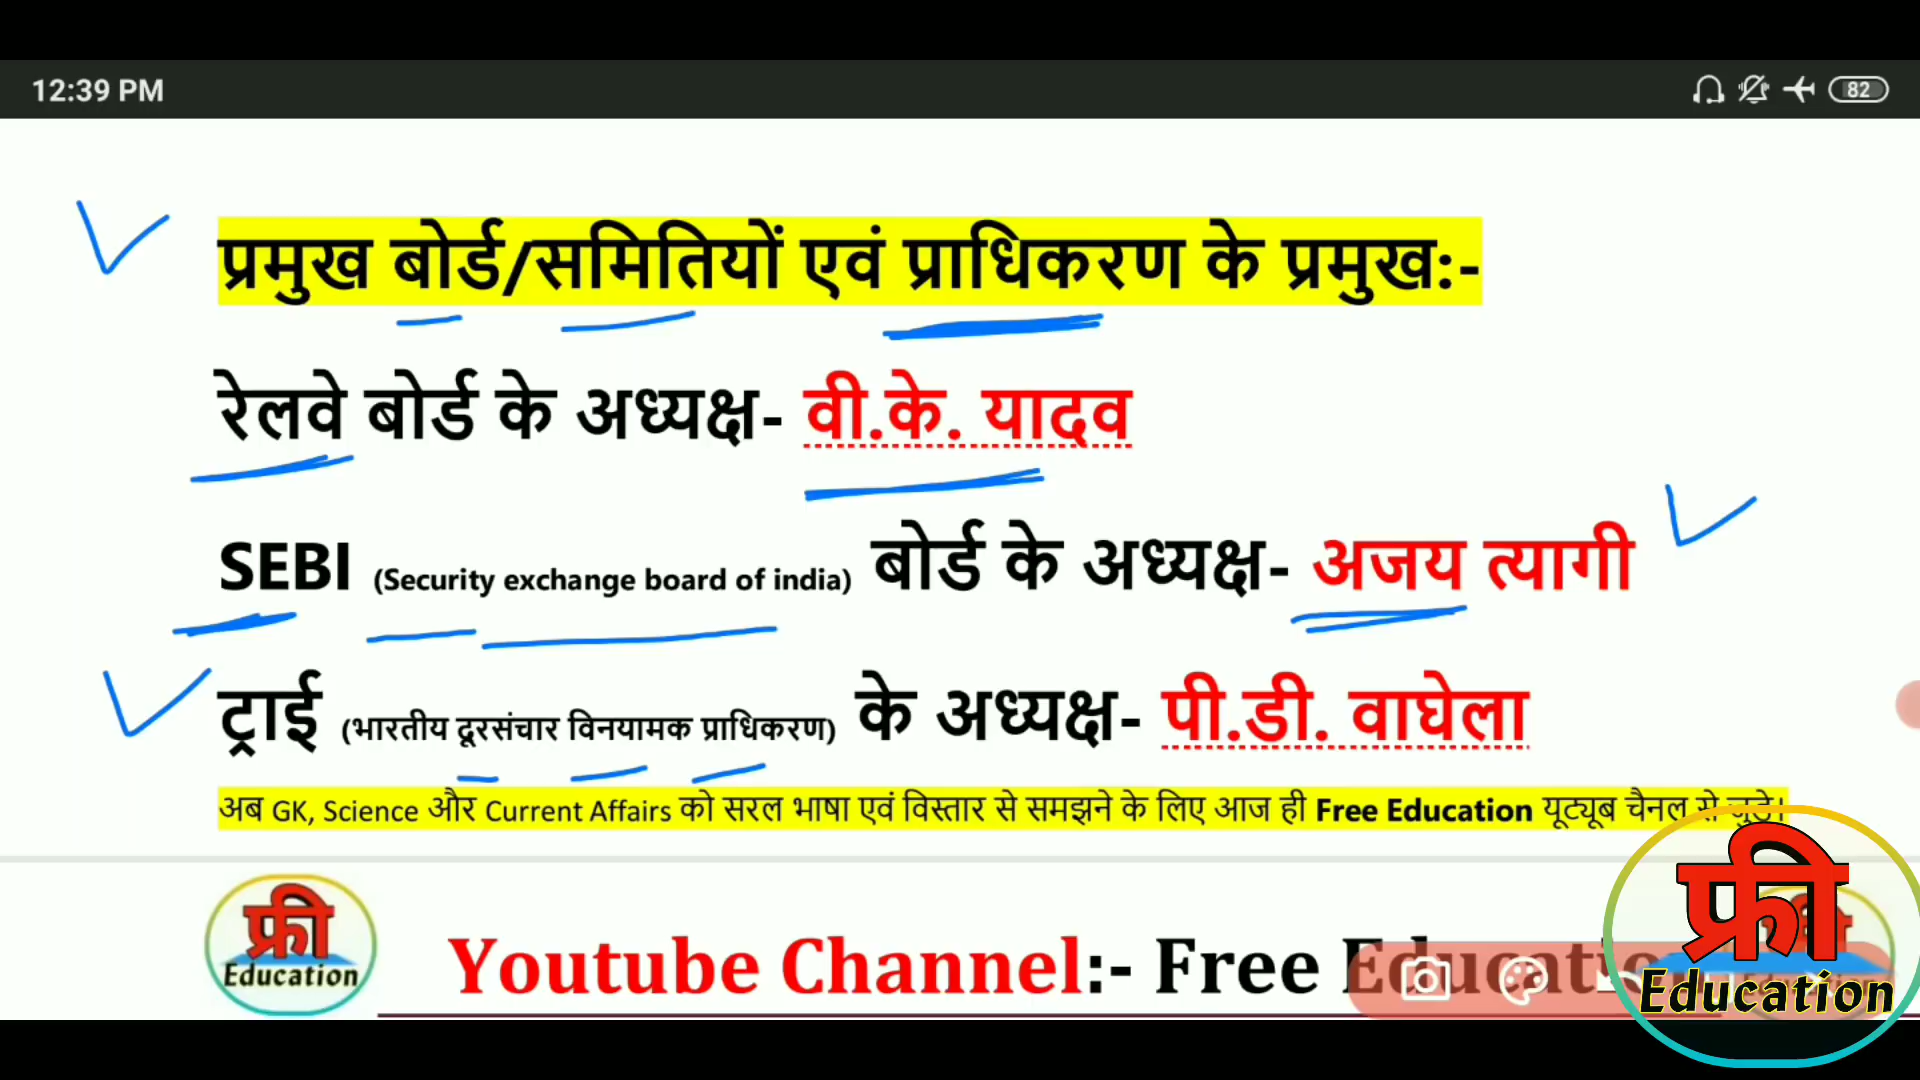 12:39 PM
82
प्रमुख बोर्ड/समितियों एवं प्राधिकरण के प्रमुख:-
रेलवे बोर्ड के अध्यक्ष- वी.के. यादव
SEBI (Security exchange board of india) बोर्ड के अध्यक्ष- अजय त्यागी
ट्राई (भारतीय दूरसंचार विनयामक प्राधिकरण) के अध्यक्ष- पी.डी. वाघेला
अब GK, Science और Current Affairs को सरल भाषा एवं विस्तार से समझने के लिए आज ही Free Education यूट्यूब चैनल से जुड़े।
फ्री
Education
Youtube Channel:- Free Educatio
फ्री
Education